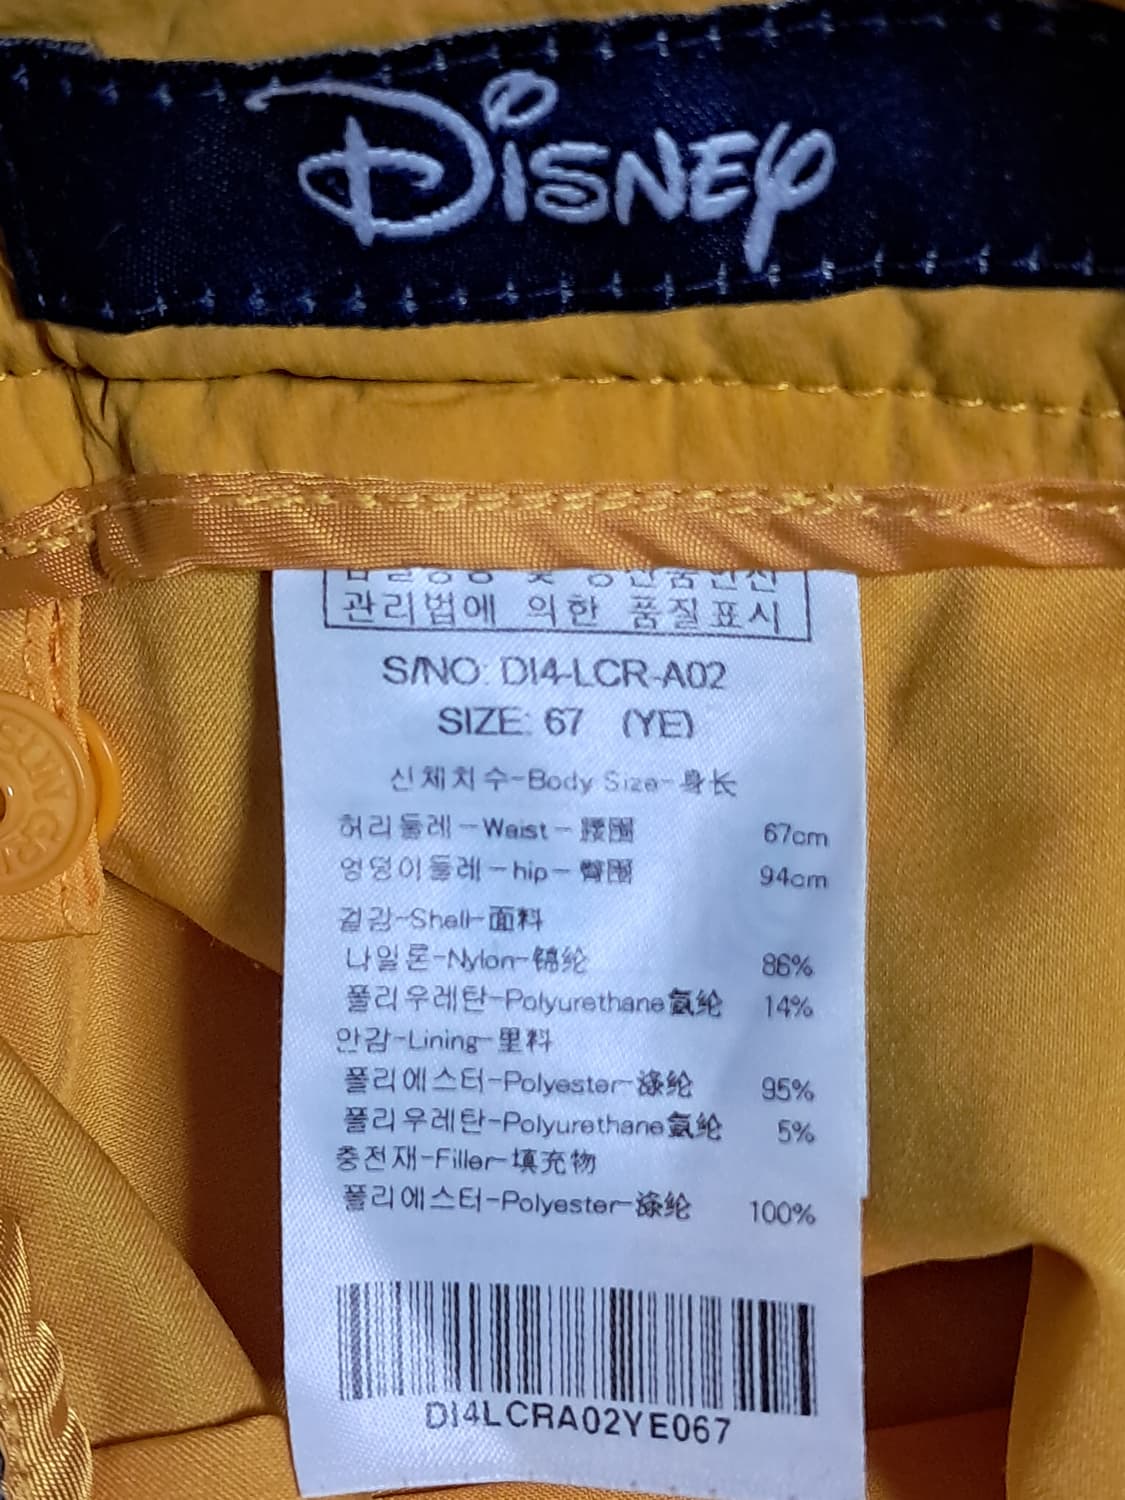 DISNEY
관리법에 의한 품질표시
S/NO: DI4-LCR-A02
SIZE: 67 (YE)
신체치수-Body Size-身长
허리둘레-Waist-腰围 67cm
엉덩이둘레-hip-臀围 94cm
겉감-Shell-面料
나일론-Nylon-锦纶 86%
폴리우레탄-Polyurethane氨纶 14%
안감-Lining-里料
폴리에스터-Polyester-涤纶 95%
폴리우레탄-Polyurethane氨纶 5%
충전재-Filler-填充物
폴리에스터-Polyester-涤纶 100%
DI4LCRA02YE067